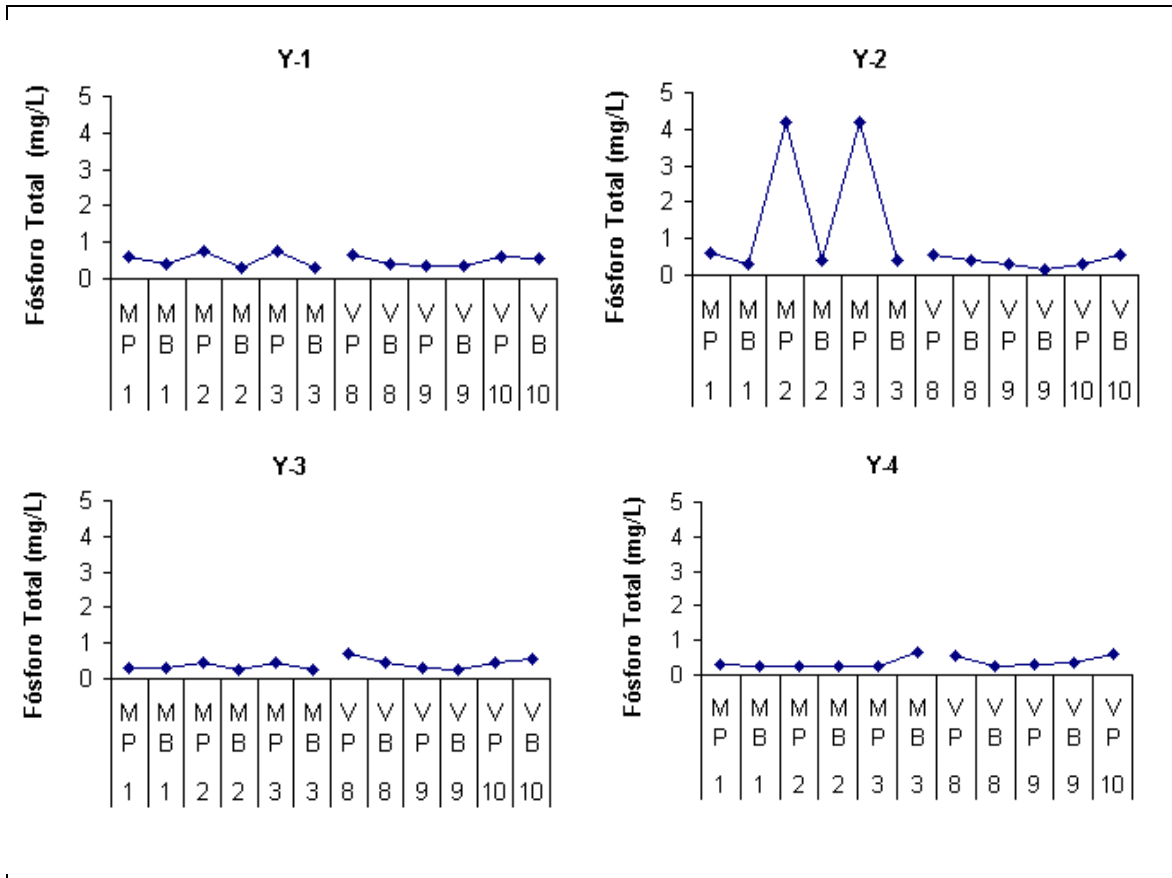 Y-1
Fósforo Total (mg/L)
5
4
3
2
1
0
M M M M M M V V V V V V
P B P B P B P B P B P B
1 1 2 2 3 3 8 8 9 9 10 10
Y-2
Fósforo Total (mg/L)
5
4
3
2
1
0
M M M M M M V V V V V V
P B P B P B P B P B P B
1 1 2 2 3 3 8 8 9 9 10 10
Y-3
Fósforo Total (mg/L)
5
4
3
2
1
0
M M M M M M V V V V V V
P B P B P B P B P B P B
1 1 2 2 3 3 8 8 9 9 10 10
Y-4
Fósforo Total (mg/L)
5
4
3
2
1
0
M M M M M M V V V V V
P B P B P B P B P B P
1 1 2 2 3 3 8 8 9 9 10